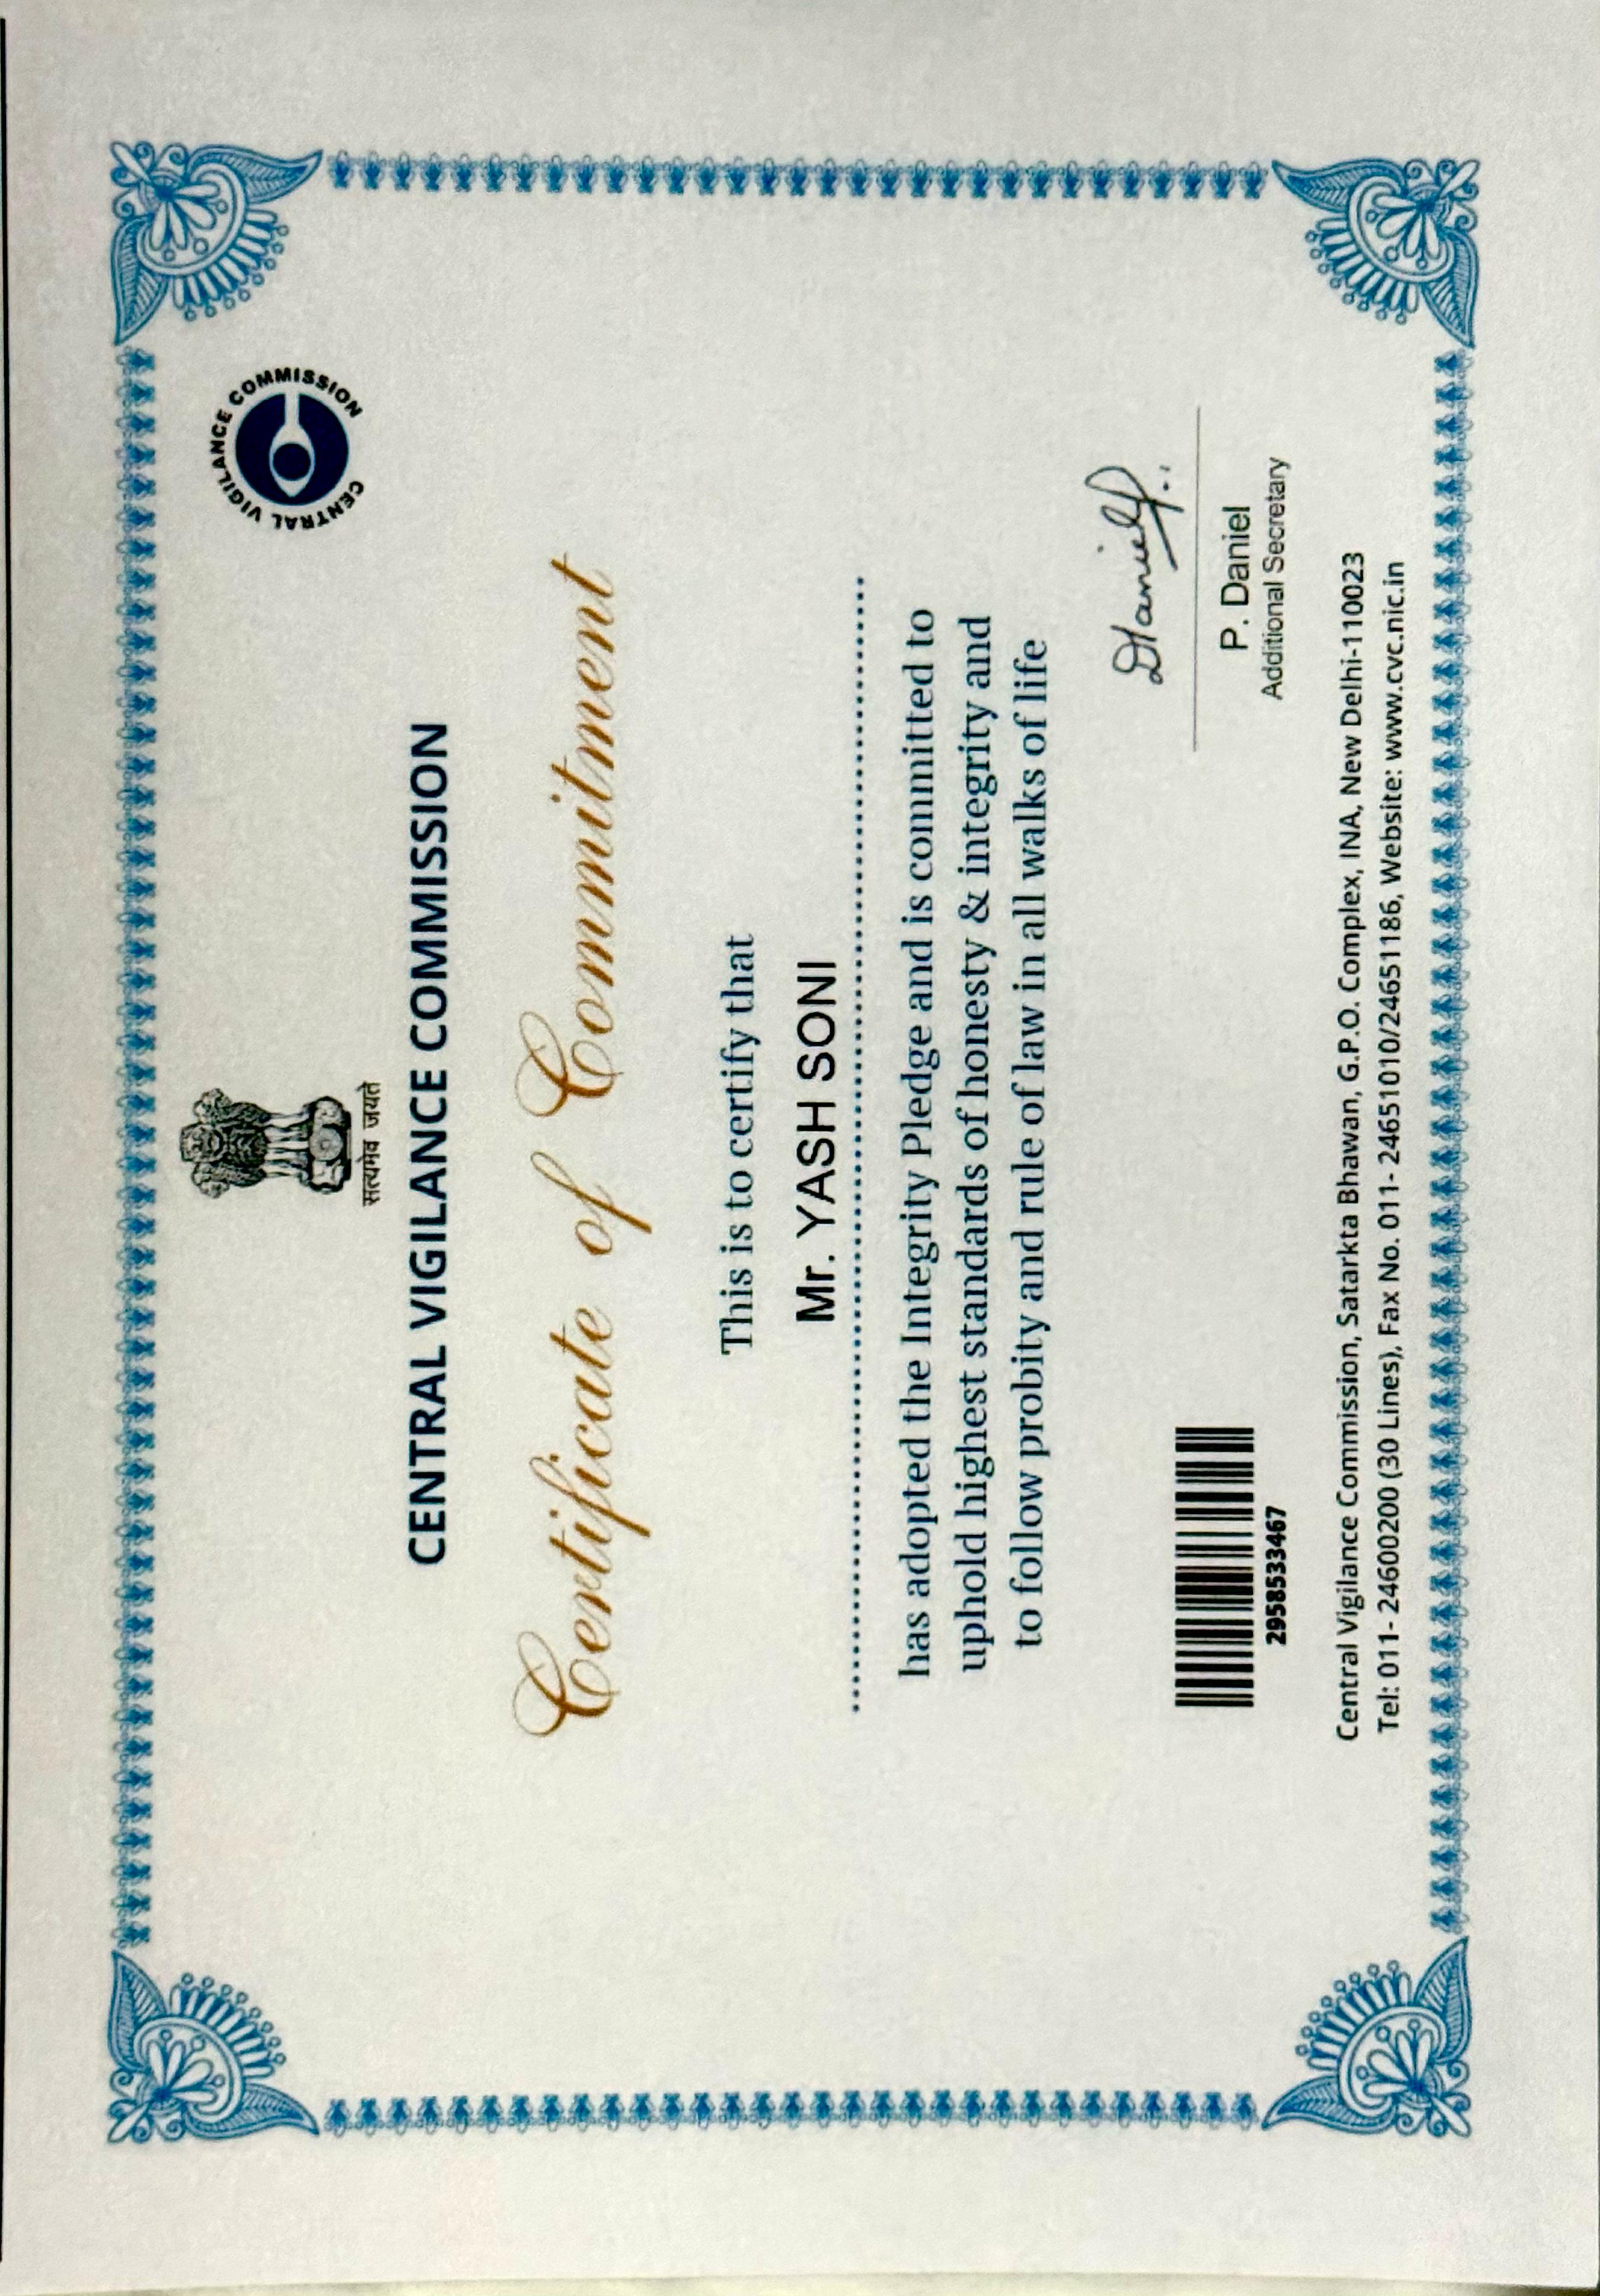 सत्यमेव जयते
CENTRAL VIGILANCE COMMISSION
CENTRAL VIGILANCE COMMISSION
Certificate of Commitment
This is to certify that
Mr. YASH SONI
has adopted the Integrity Pledge and is committed to
uphold highest standards of honesty & integrity and
to follow probity and rule of law in all walks of life
2958533467
DanielP..
P. Daniel
Additional Secretary
Central Vigilance Commission, Satarkta Bhawan, G.P.O. Complex, INA, New Delhi-110023
Tel: 011- 24600200 (30 Lines), Fax No. 011- 24651010/24651186, Website: www.cvc.nic.in